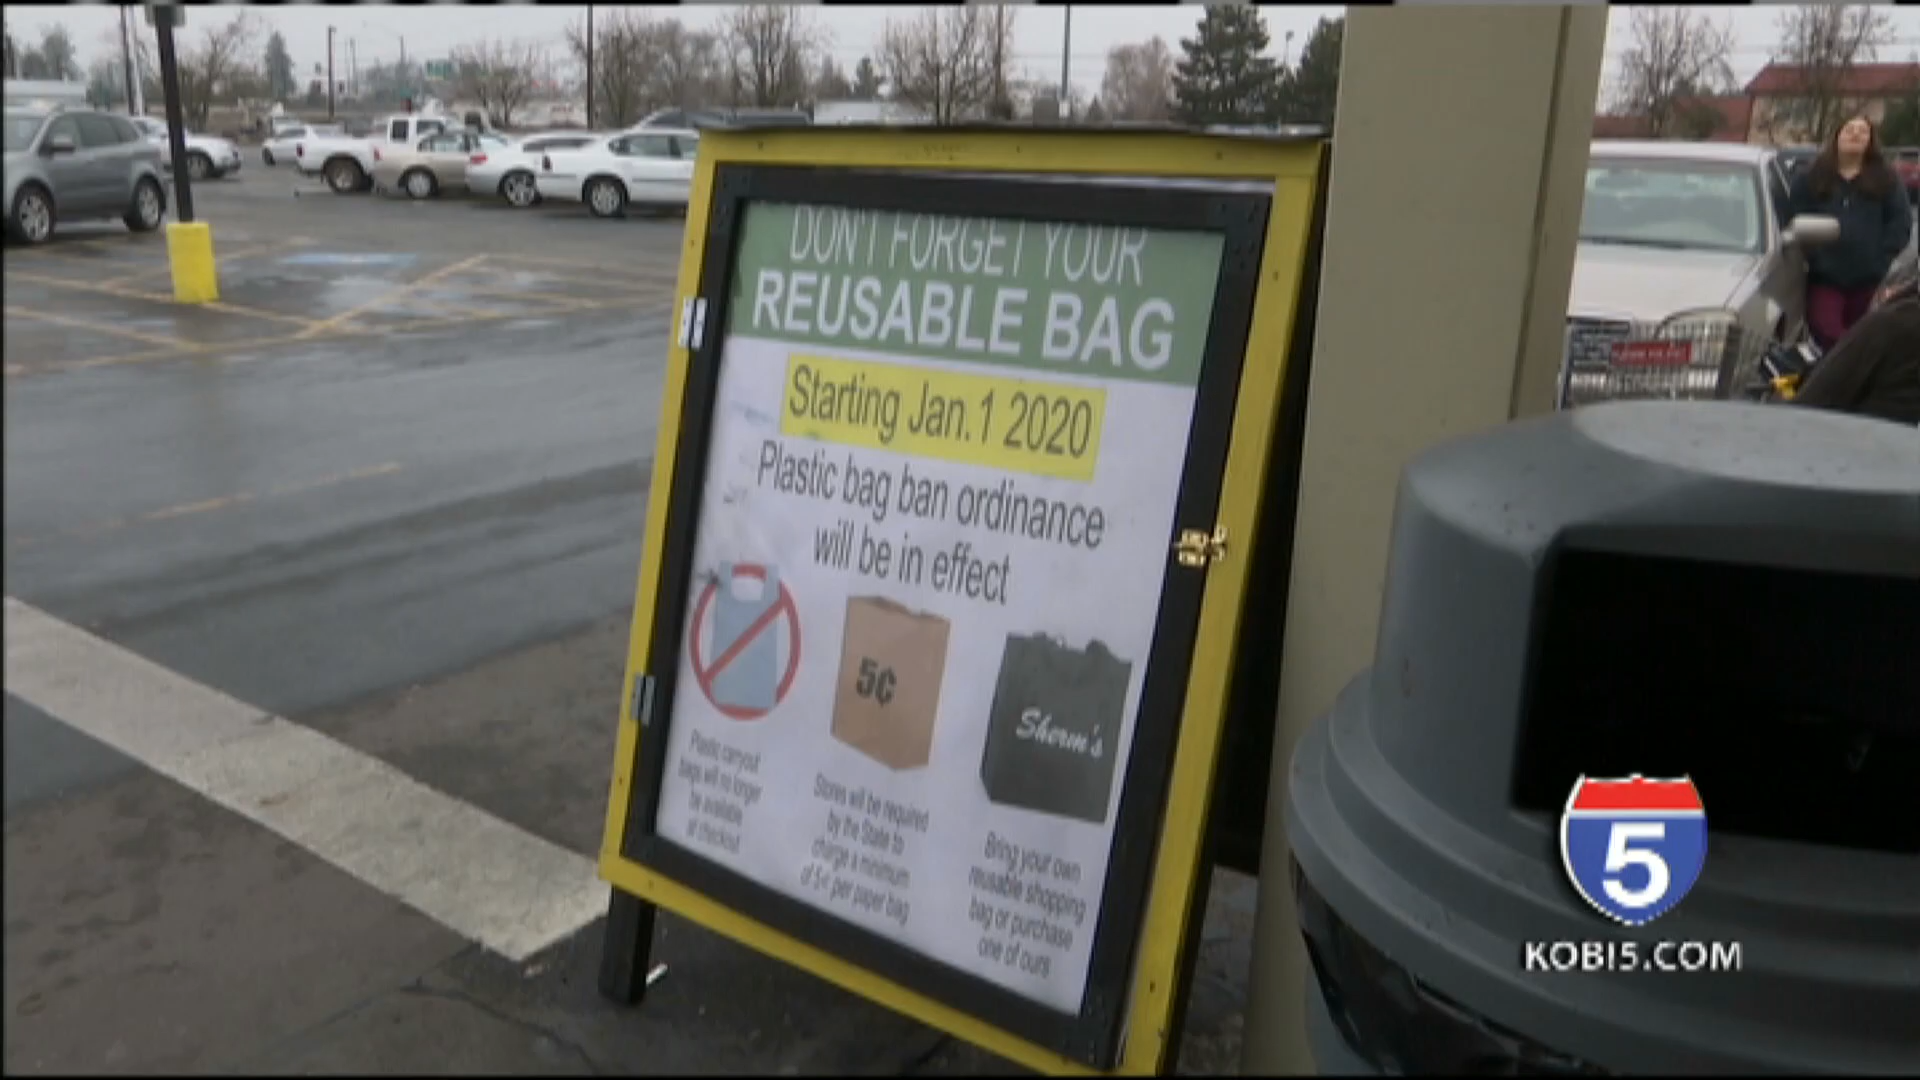 DON'T FORGET YOUR
REUSABLE BAG
Starting Jan.1 2020
Plastic bag ban ordinance
will be in effect
5¢
Sherm's
Plastic carryout
bags will no longer
be available
at checkout
Stores will be required
by the State to
charge a minimum
of 5¢ per paper bag
Bring your own
reusable shopping
bag or purchase
one of ours
5
KOBI5.COM